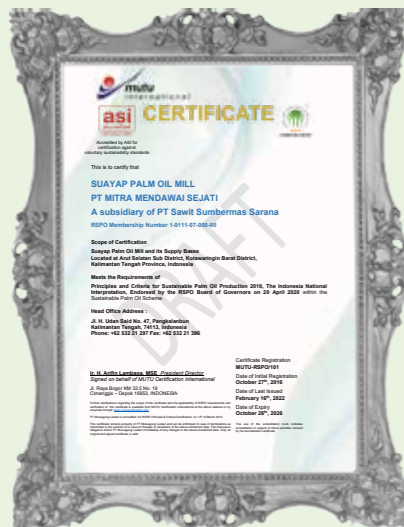 mutu
international
asi
CERTIFICATE
Accredited by ASI for
certification against
voluntary sustainability standards
This is to certify that
SUAYAP PALM OIL MILL
PT MITRA MENDAWAI SEJATI
A subsidiary of PT Sawit Sumbermas Sarana
RSPO Membership Number 1-0111-07-000-00
Scope of Certification
Suayap Palm Oil Mill and its Supply Bases
Located at Arut Selatan Sub District, Kotawaringin Barat District,
Kalimantan Tengah Province, Indonesia
Meets the Requirements of
Principles and Criteria for Sustainable Palm Oil Production 2018, The Indonesia National
Interpretation, Endorsed by the RSPO Board of Governors on 20 April 2020 within the
Sustainable Palm Oil Scheme
Head Office Address :
Jl. H. Udan Said No. 47, Pangkalanbun
Kalimantan Tengah, 74113, Indonesia
Phone: +62 532 21 297 Fax: +62 532 21 396
DRAFT
Ir. H. Arifin Lambaga, MSE, President Director
Signed on behalf of MUTU Certification International
Jl. Raya Bogor KM 33.5 No. 19
Cimanggis – Depok 16953, INDONESIA
Certificate Registration
MUTU-RSPO/101
Date of Initial Registration
October 27th, 2016
Date of Last Issued
February 16th, 2022
Date of Expiry
October 26th, 2026